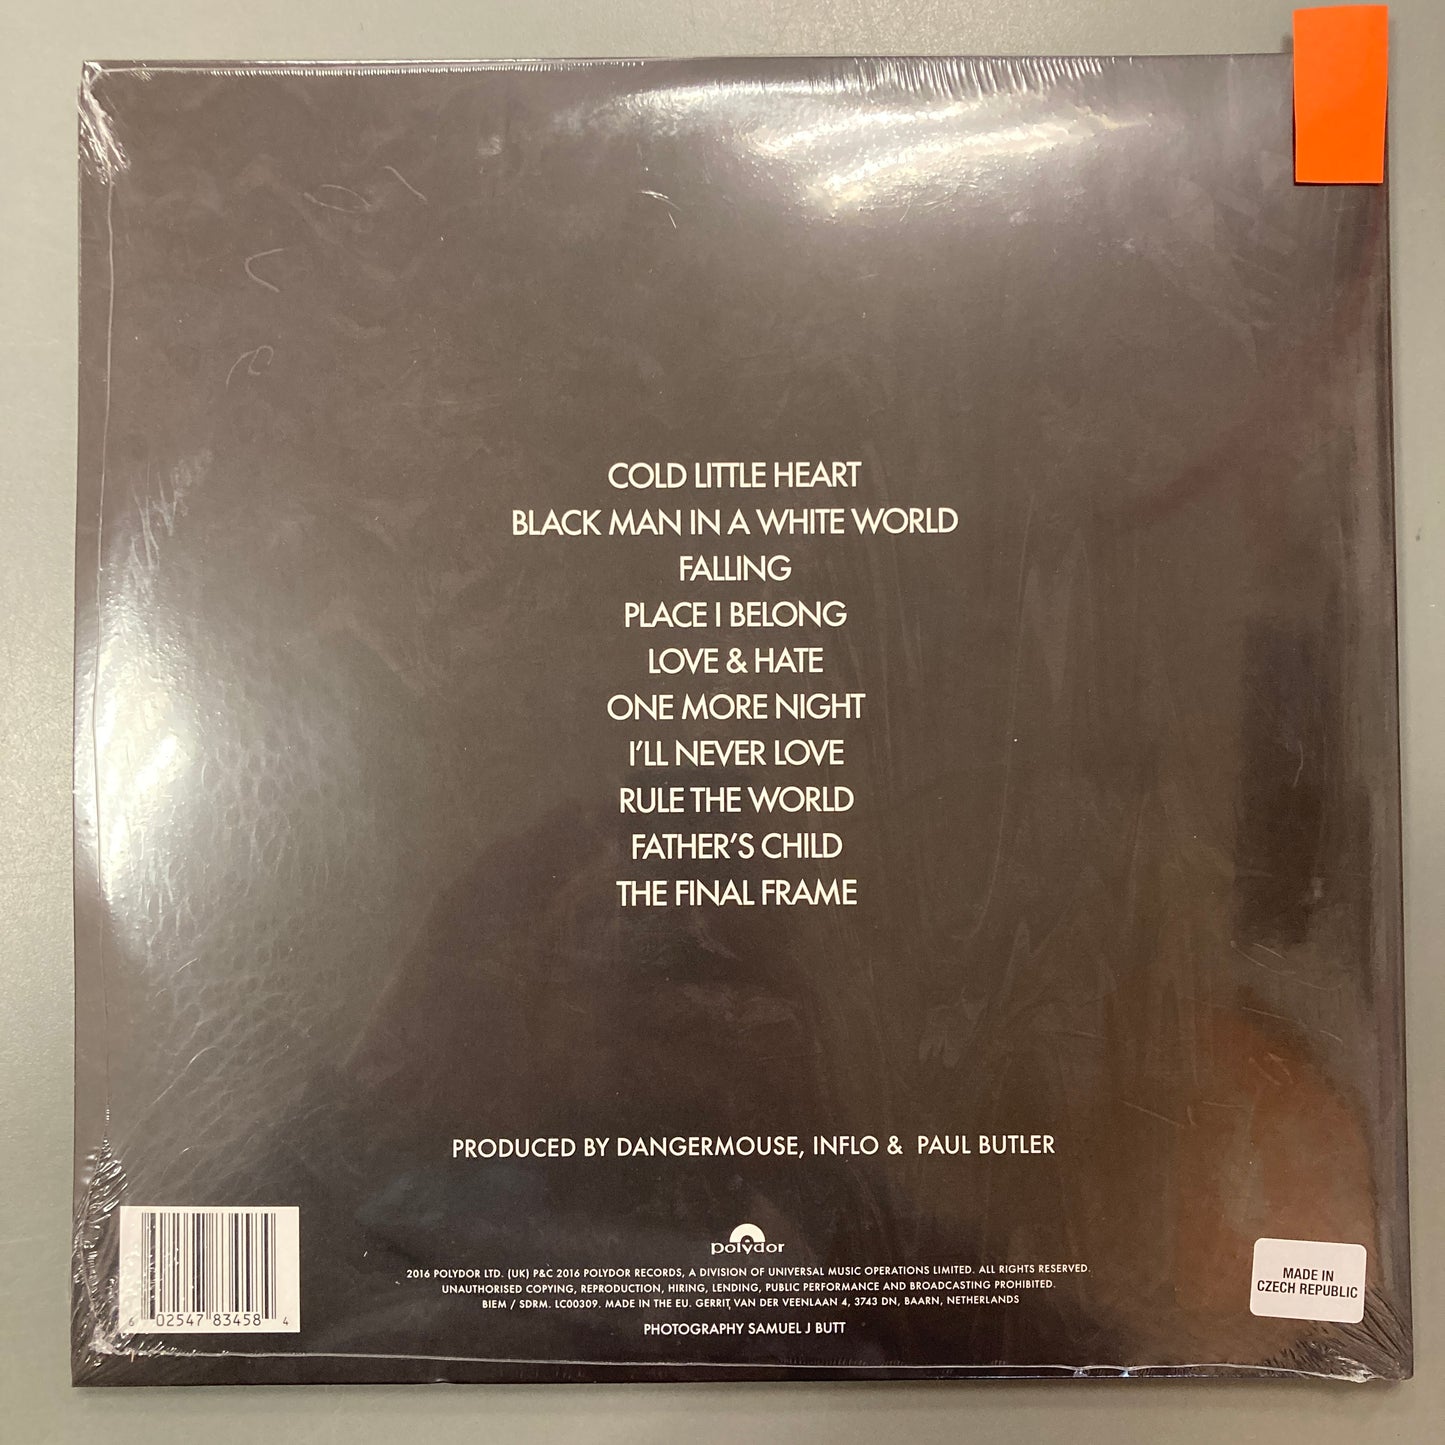 COLD LITTLE HEART
BLACK MAN IN A WHITE WORLD
FALLING
PLACE I BELONG
LOVE & HATE
ONE MORE NIGHT
I'LL NEVER LOVE
RULE THE WORLD
FATHER'S CHILD
THE FINAL FRAME
PRODUCED BY DANGERMOUSE, INFLO & PAUL BUTLER
polydor
2016 POLYDOR LTD. (UK) P&C 2016 POLYDOR RECORDS, A DIVISION OF UNIVERSAL MUSIC OPERATIONS LIMITED. ALL RIGHTS RESERVED.
UNAUTHORISED COPYING, REPRODUCTION, HIRING, LENDING, PUBLIC PERFORMANCE AND BROADCASTING PROHIBITED.
BIEM / SDRM. LC00309. MADE IN THE EU. GERRIT VAN DER VEENLAAN 4, 3743 DN, BAARN, NETHERLANDS
PHOTOGRAPHY SAMUEL J BUTT
6 02547 83458 4
MADE IN
CZECH REPUBLIC